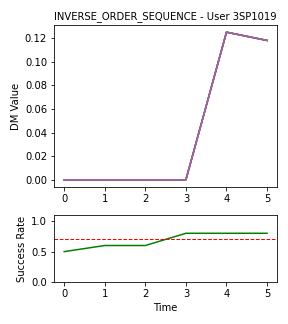 INVERSE_ORDER_SEQUENCE - User 3SP1019
0.12
0.10
0.08
0.06
0.04
0.02
0.00
DM Value
0 1 2 3 4 5
1.0
0.5
0.0
Success Rate
0 1 2 3 4 5
Time